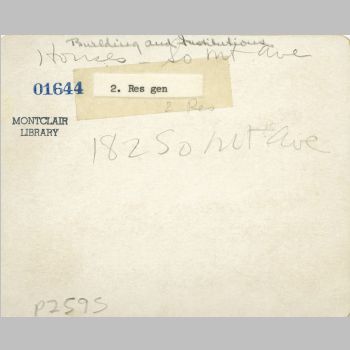 Building and Institutions
Houses - So Mt Ave
01644
2. Res gen
2 Res
MONTCLAIR
LIBRARY
182 So Mt Ave
P2595